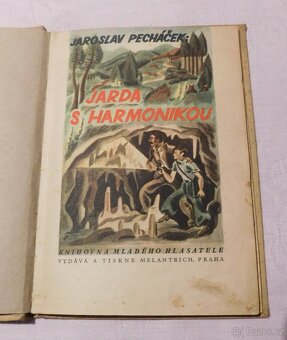 JAROSLAV PECHÁČEK:
JARDA
S HARMONIKOU
KNIHOVNA MLADÉHO HLASATELE
VYDÁVÁ A TISKNE MELANTRICH, PRAHA